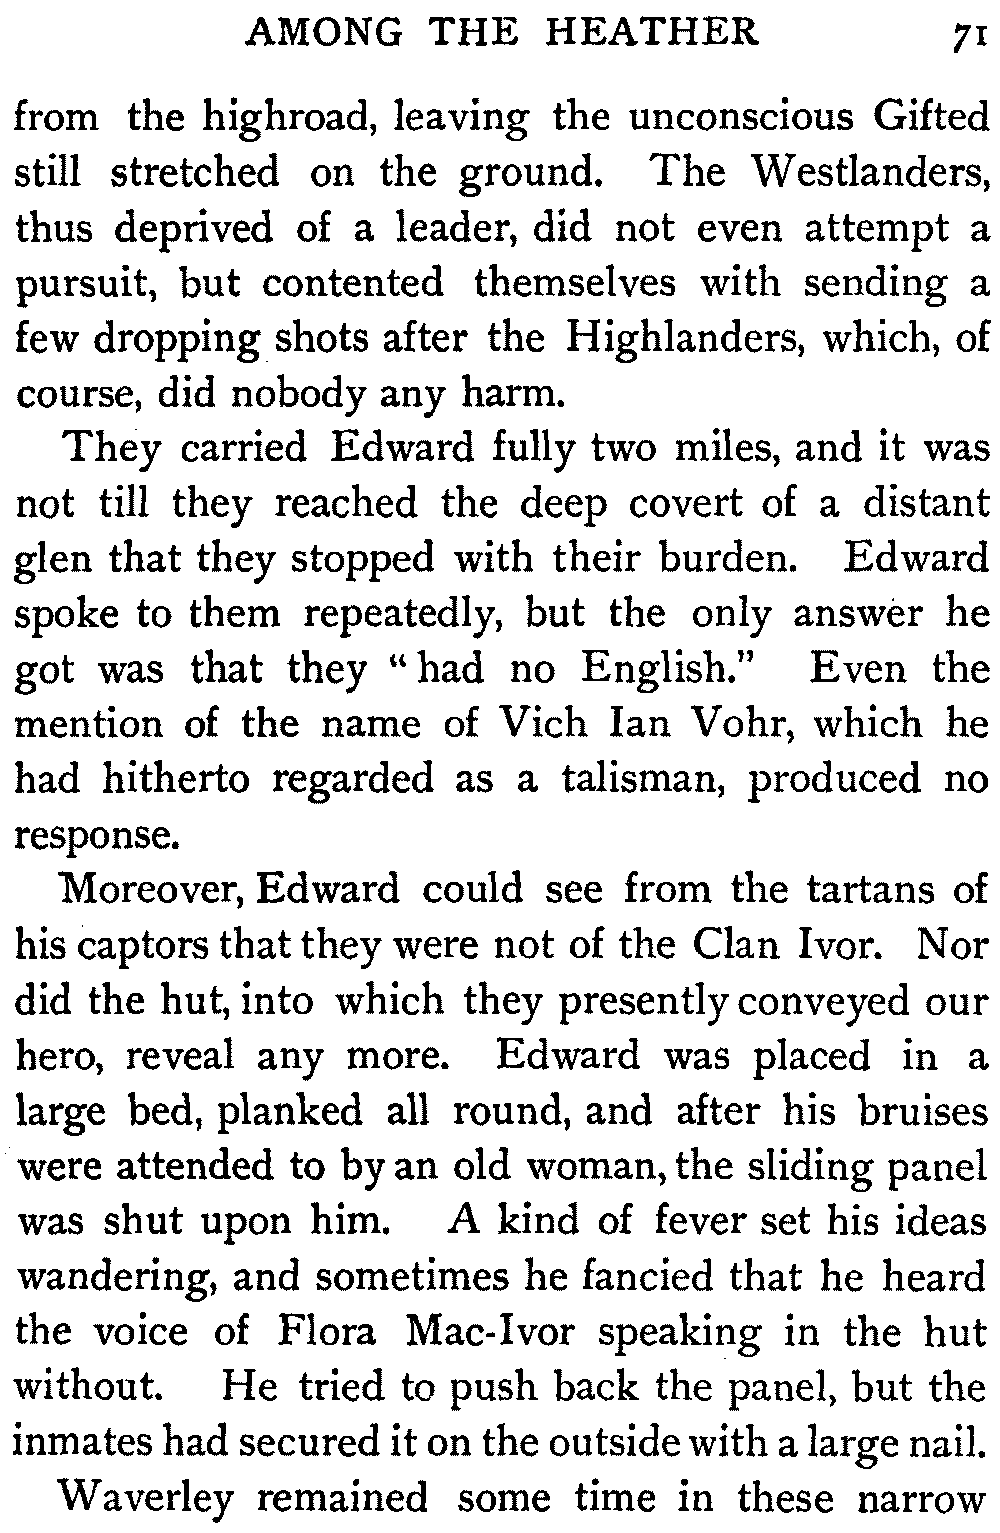 AMONG THE HEATHER 71
from the highroad, leaving the unconscious Gifted
still stretched on the ground. The Westlanders,
thus deprived of a leader, did not even attempt a
pursuit, but contented themselves with sending a
few dropping shots after the Highlanders, which, of
course, did nobody any harm.
They carried Edward fully two miles, and it was
not till they reached the deep covert of a distant
glen that they stopped with their burden. Edward
spoke to them repeatedly, but the only answer he
got was that they “had no English.” Even the
mention of the name of Vich Ian Vohr, which he
had hitherto regarded as a talisman, produced no
response.
Moreover, Edward could see from the tartans of
his captors that they were not of the Clan Ivor. Nor
did the hut, into which they presently conveyed our
hero, reveal any more. Edward was placed in a
large bed, planked all round, and after his bruises
were attended to by an old woman, the sliding panel
was shut upon him. A kind of fever set his ideas
wandering, and sometimes he fancied that he heard
the voice of Flora Mac-Ivor speaking in the hut
without. He tried to push back the panel, but the
inmates had secured it on the outside with a large nail.
Waverley remained some time in these narrow